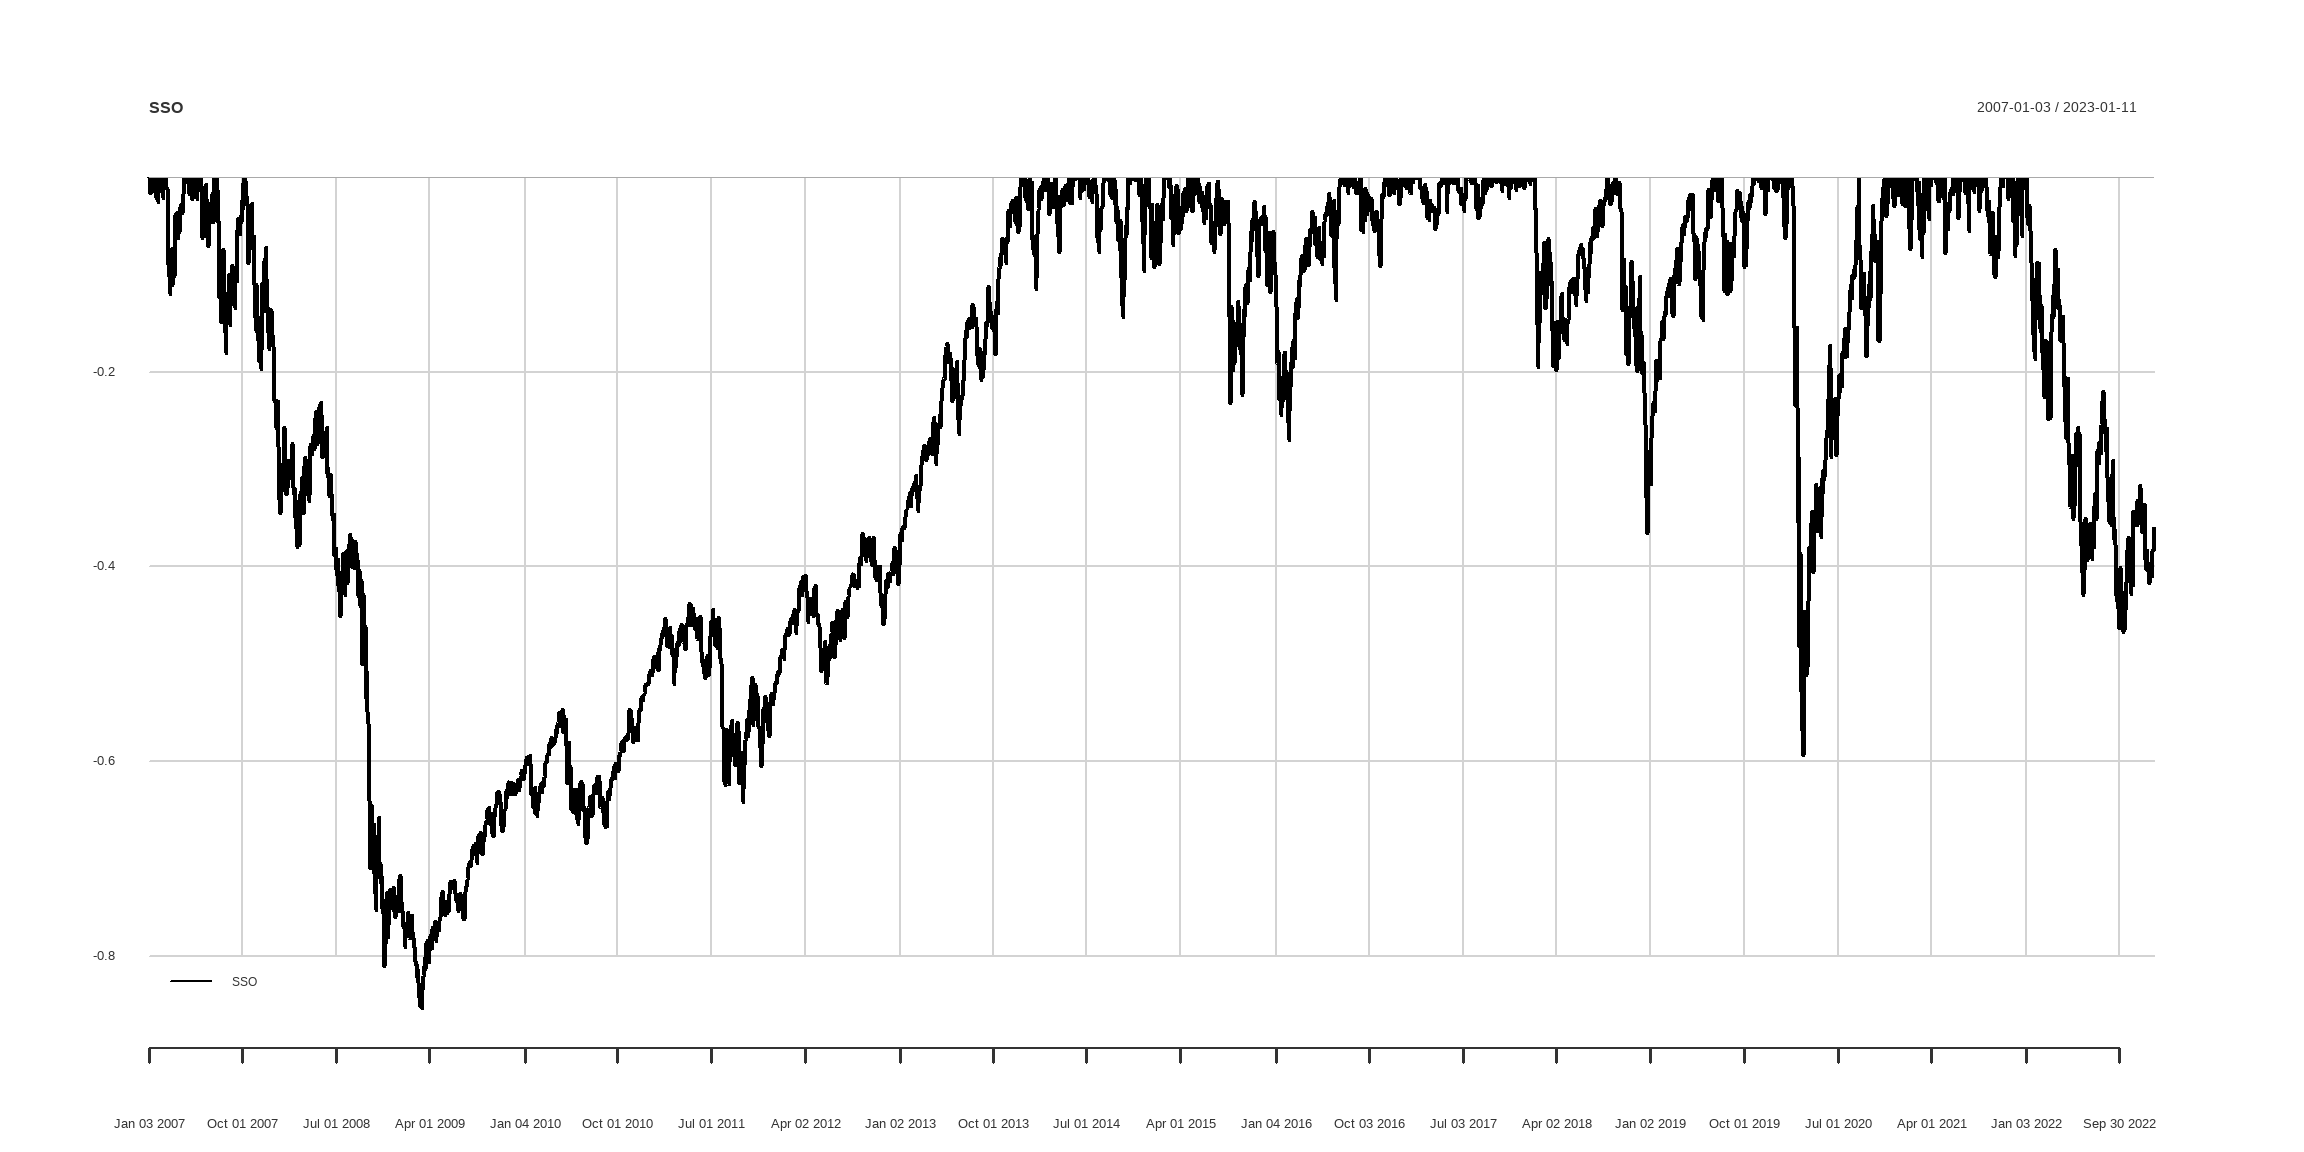 SSO
2007-01-03 / 2023-01-11
-0.2
-0.4
-0.6
-0.8
SSO
Jan 03 2007 Oct 01 2007 Jul 01 2008 Apr 01 2009 Jan 04 2010 Oct 01 2010 Jul 01 2011 Apr 02 2012 Jan 02 2013 Oct 01 2013 Jul 01 2014 Apr 01 2015 Jan 04 2016 Oct 03 2016 Jul 03 2017 Apr 02 2018 Jan 02 2019 Oct 01 2019 Jul 01 2020 Apr 01 2021 Jan 03 2022 Sep 30 2022